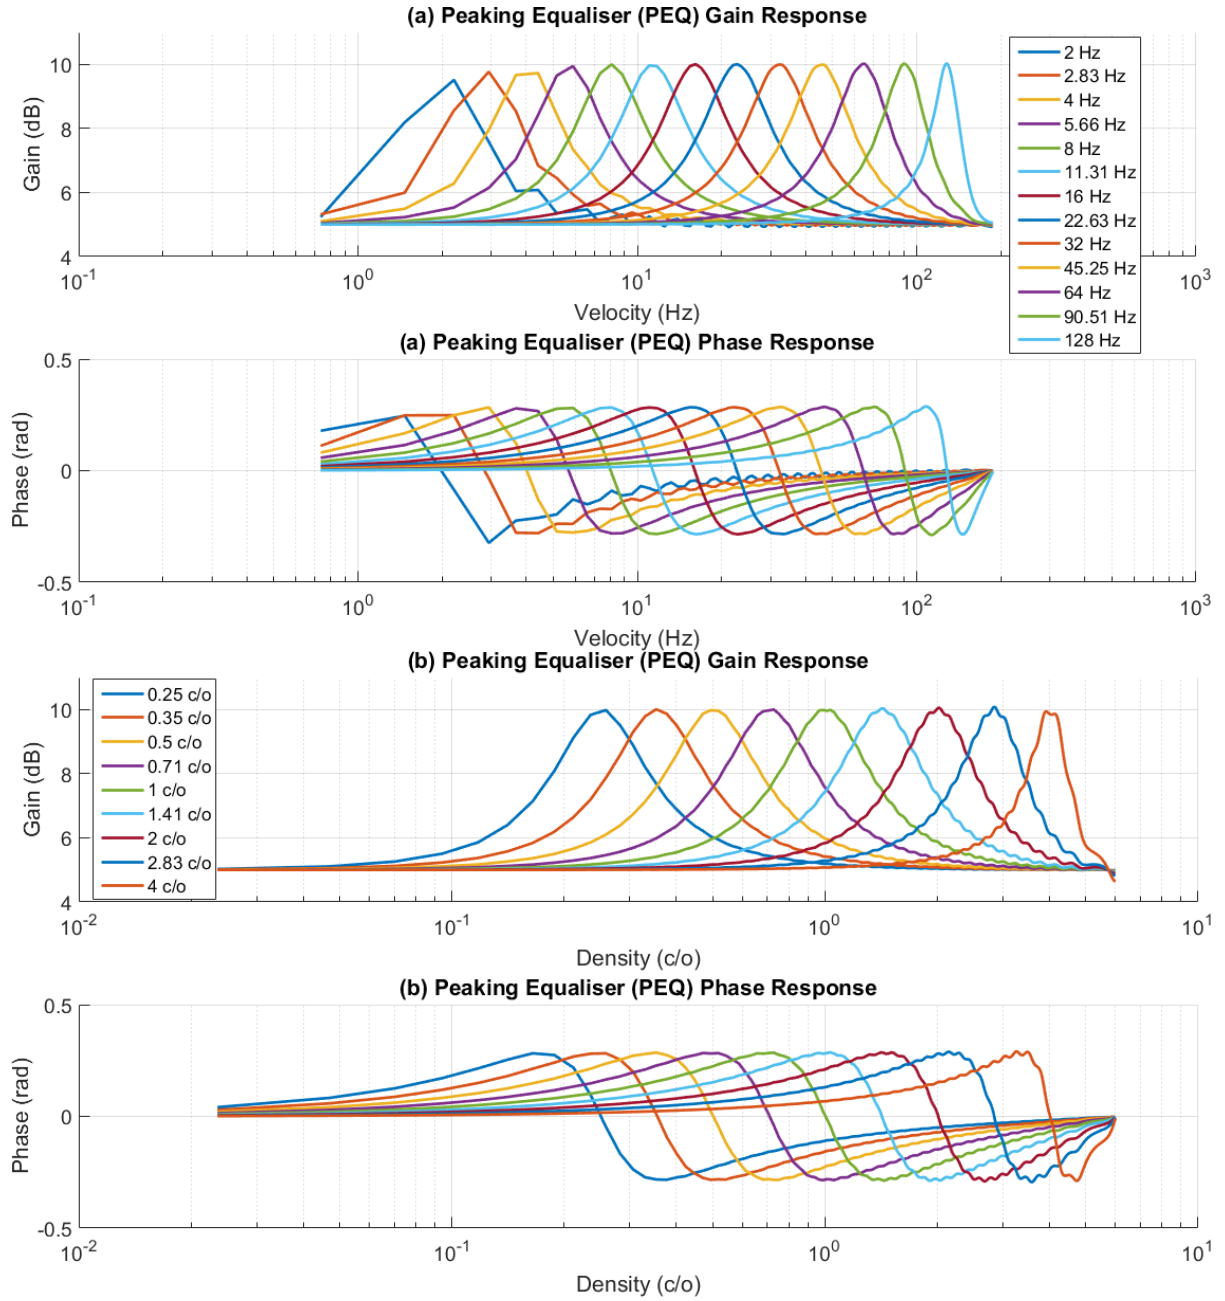 (a) Peaking Equaliser (PEQ) Gain Response
10
8
6
4
Gain (dB)
10^-1
10^0
10^1
10^2
10^3
Velocity (Hz)
2 Hz
2.83 Hz
4 Hz
5.66 Hz
8 Hz
11.31 Hz
16 Hz
22.63 Hz
32 Hz
45.25 Hz
64 Hz
90.51 Hz
128 Hz
(a) Peaking Equaliser (PEQ) Phase Response
0.5
0
-0.5
Phase (rad)
10^-1
10^0
10^1
10^2
10^3
Velocity (Hz)
(b) Peaking Equaliser (PEQ) Gain Response
10
8
6
4
Gain (dB)
0.25 c/o
0.35 c/o
0.5 c/o
0.71 c/o
1 c/o
1.41 c/o
2 c/o
2.83 c/o
4 c/o
10^-2
10^-1
10^0
10^1
Density (c/o)
(b) Peaking Equaliser (PEQ) Phase Response
0.5
0
-0.5
Phase (rad)
10^-2
10^-1
10^0
10^1
Density (c/o)